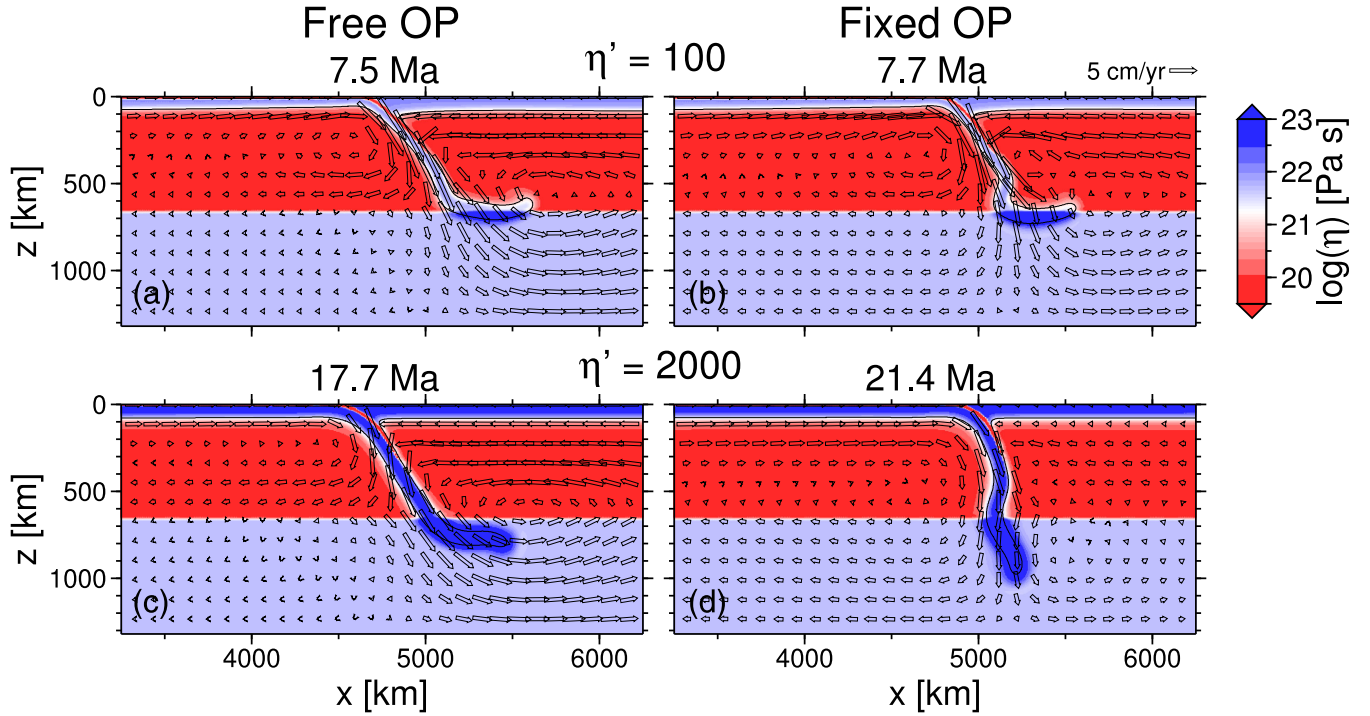 Free OP
Fixed OP
η' = 100
7.5 Ma
7.7 Ma
5 cm/yr
0
500
1000
z [km]
(a)
(b)
23
22
21
20
log(η) [Pa s]
η' = 2000
17.7 Ma
21.4 Ma
0
500
1000
z [km]
(c)
(d)
4000
5000
6000
4000
5000
6000
x [km]
x [km]